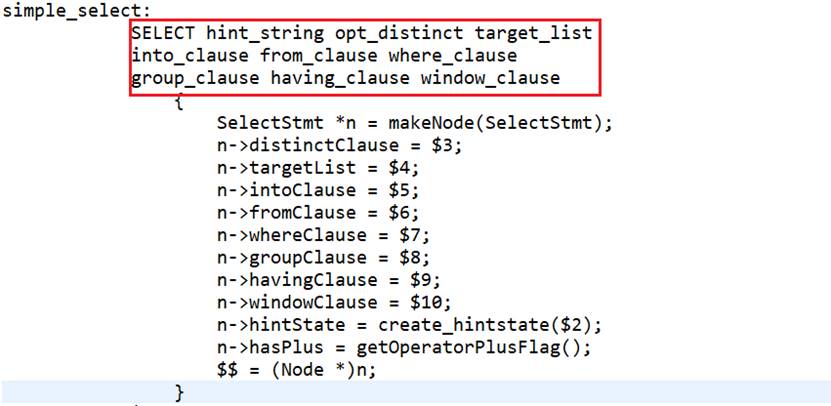 simple_select:
SELECT hint_string opt_distinct target_list
into_clause from_clause where_clause
group_clause having_clause window_clause
{
SelectStmt *n = makeNode(SelectStmt);
n->distinctClause = $3;
n->targetList = $4;
n->intoClause = $5;
n->fromClause = $6;
n->whereClause = $7;
n->groupClause = $8;
n->havingClause = $9;
n->windowClause = $10;
n->hintState = create_hintstate($2);
n->hasPlus = getOperatorPlusFlag();
$$ = (Node *)n;
}